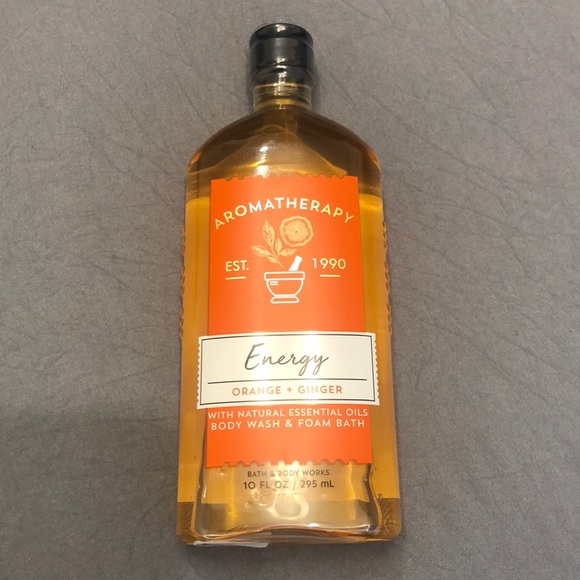 AROMATHERAPY
EST. 1990
Energy
ORANGE + GINGER
WITH NATURAL ESSENTIAL OILS
BODY WASH & FOAM BATH
BATH & BODY WORKS
10 FL OZ / 295 mL